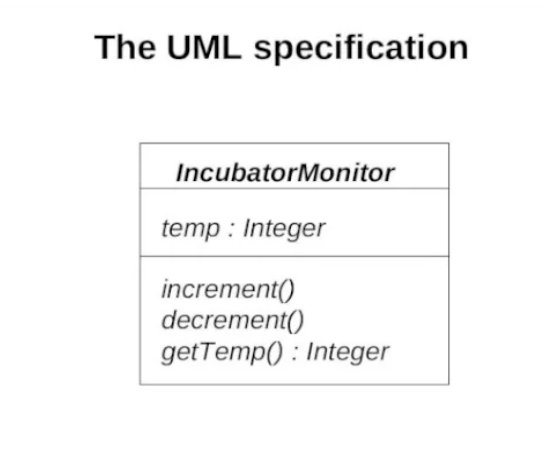 The UML specification
IncubatorMonitor
temp : Integer
increment()
decrement()
getTemp() : Integer